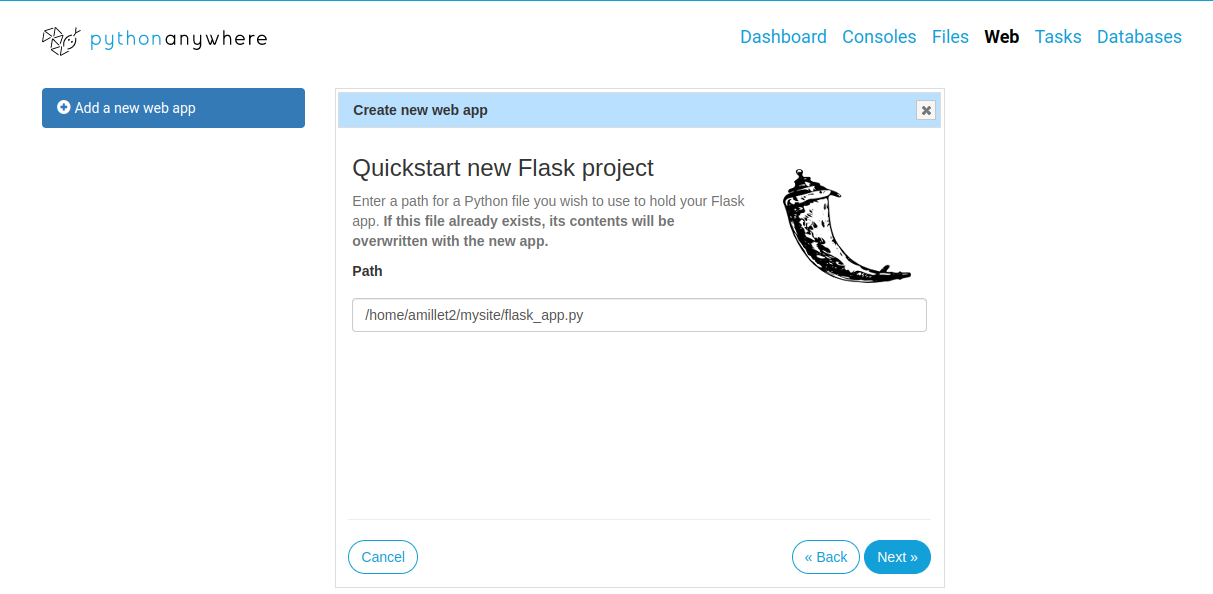 pythonanywhere
Dashboard Consoles Files Web Tasks Databases
Add a new web app
Create new web app
Quickstart new Flask project
Enter a path for a Python file you wish to use to hold your Flask
app. If this file already exists, its contents will be
overwritten with the new app.
Path
/home/amillet2/mysite/flask_app.py
Cancel
« Back
Next »